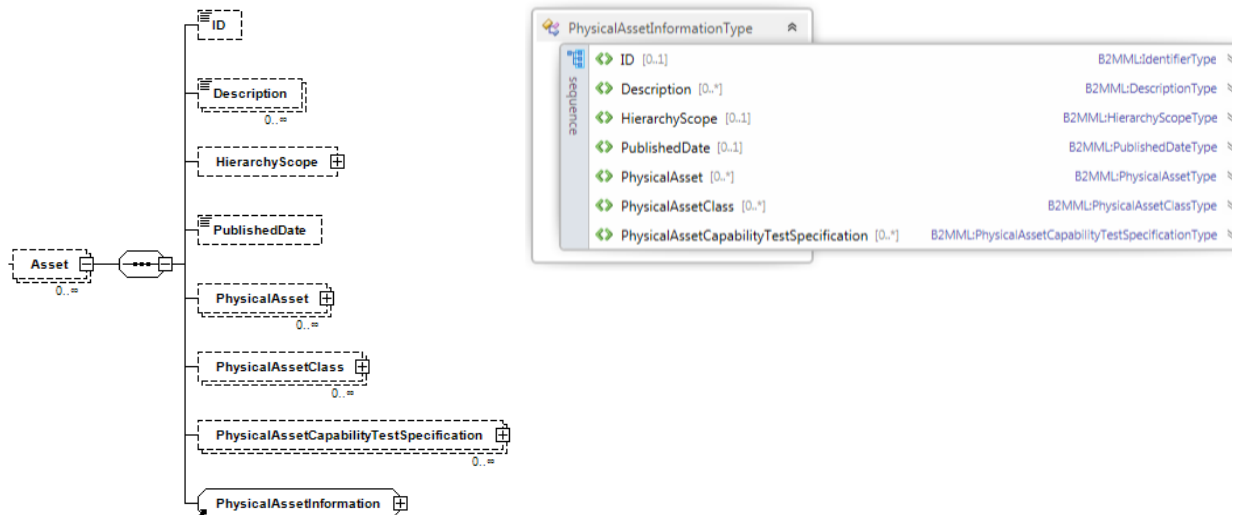 ID
Description
0..∞
HierarchyScope
PublishedDate
Asset
0..∞
PhysicalAsset
0..∞
PhysicalAssetClass
0..∞
PhysicalAssetCapabilityTestSpecification
0..∞
PhysicalAssetInformation
PhysicalAssetInformationType
sequence
ID [0..1] B2MML:IdentifierType
Description [0..*] B2MML:DescriptionType
HierarchyScope [0..1] B2MML:HierarchyScopeType
PublishedDate [0..1] B2MML:PublishedDateType
PhysicalAsset [0..*] B2MML:PhysicalAssetType
PhysicalAssetClass [0..*] B2MML:PhysicalAssetClassType
PhysicalAssetCapabilityTestSpecification [0..*] B2MML:PhysicalAssetCapabilityTestSpecificationType